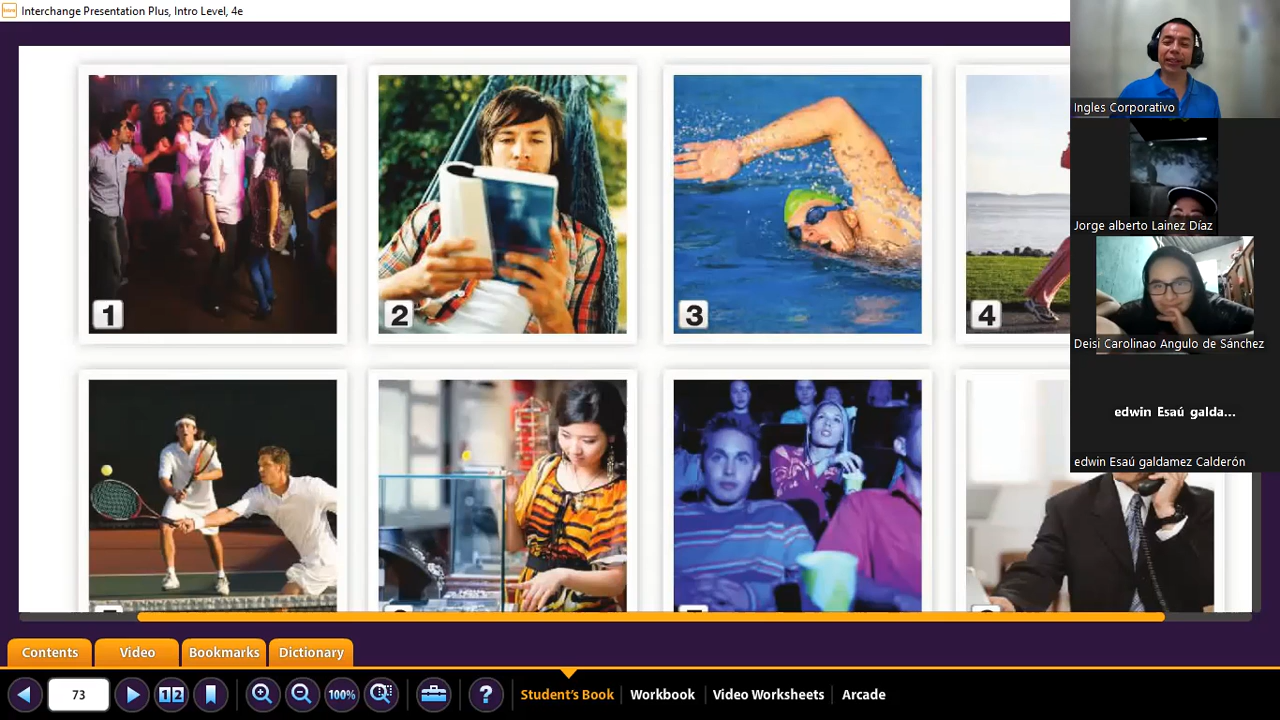 Interchange Presentation Plus, Intro Level, 4e
1
2
3
4
Ingles Corporativo
Jorge alberto Lainez Díaz
Deisi Carolinao Angulo de Sánchez
edwin Esaú galda...
edwin Esaú galdamez Calderón
Contents
Video
Bookmarks
Dictionary
73
1 2
100%
?
Student's Book
Workbook
Video Worksheets
Arcade